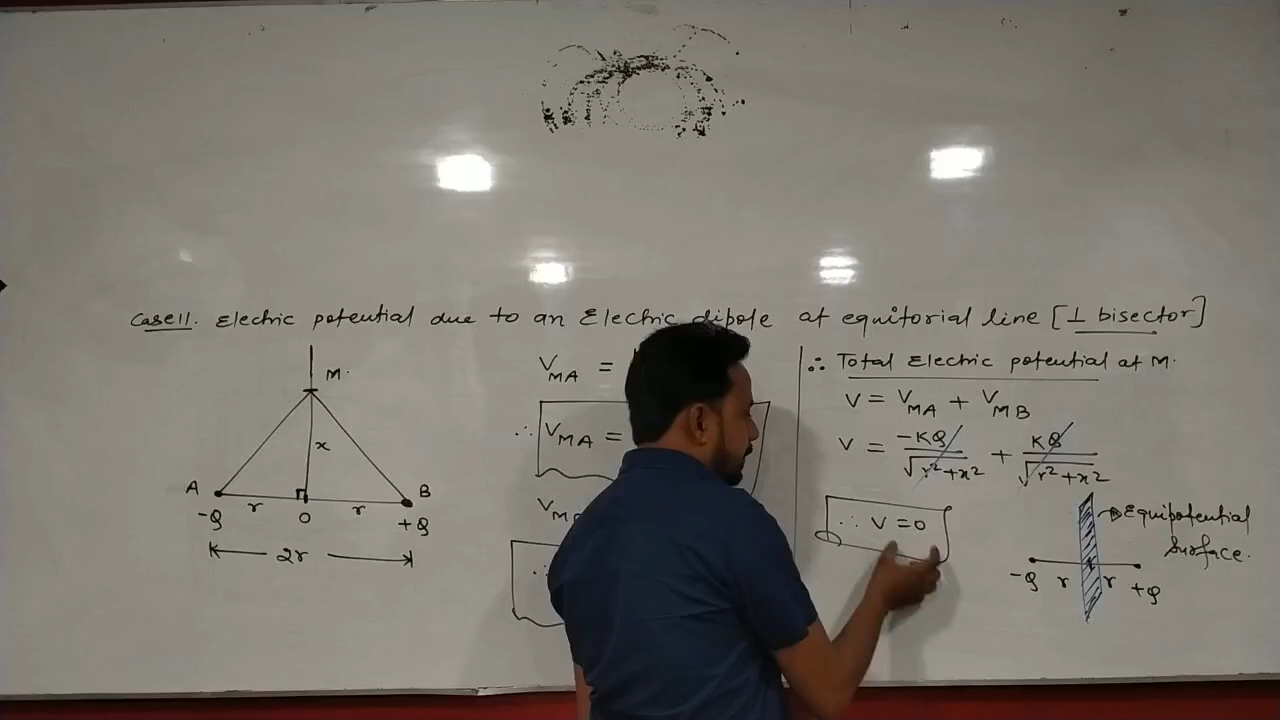 Case II. Electric potential due to an Electric dipole at equitorial line [⊥ bisector]
M.
x
A
B
r
O
r
-Q
+Q
2r
V_MA =
∴ V_MA =
∴
∴ Total Electric potential at M.
V = V_MA + V_MB
V = -KQ/√(r²+x²) + KQ/√(r²+x²)
∴ V = 0
Equipotential
Surface.
-Q r r +Q